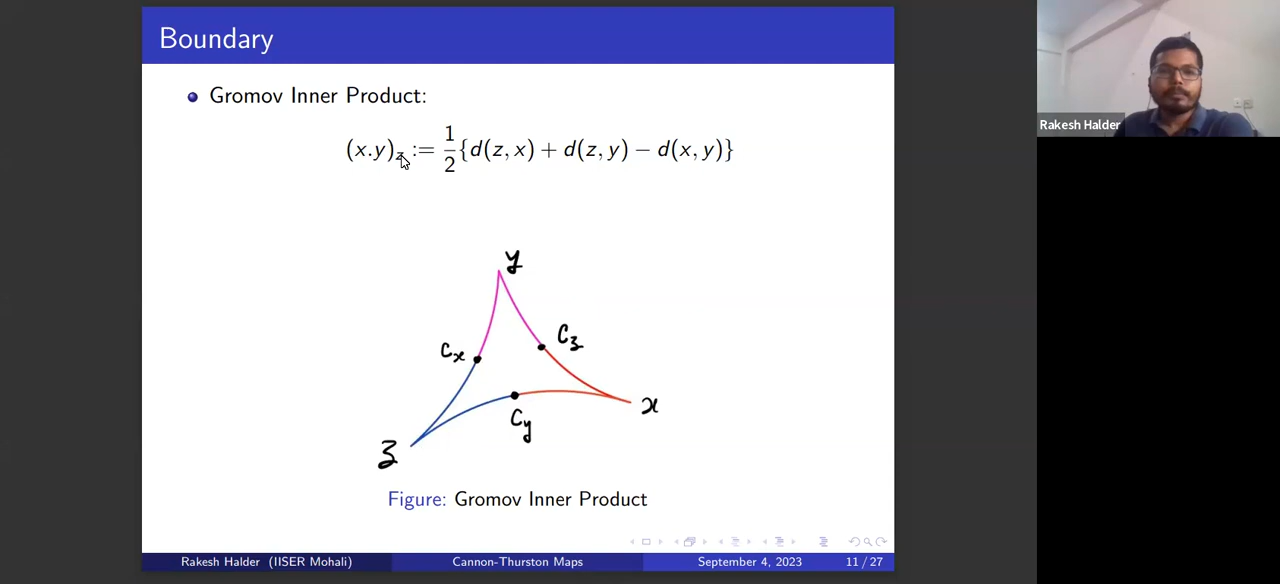 Boundary
Gromov Inner Product:
(x.y)z := 1/2 {d(z, x) + d(z, y) − d(x, y)}
y
Cx
Cz
Cy
x
z
Figure: Gromov Inner Product
Rakesh Halder (IISER Mohali) Cannon-Thurston Maps September 4, 2023 11 / 27
Rakesh Halder